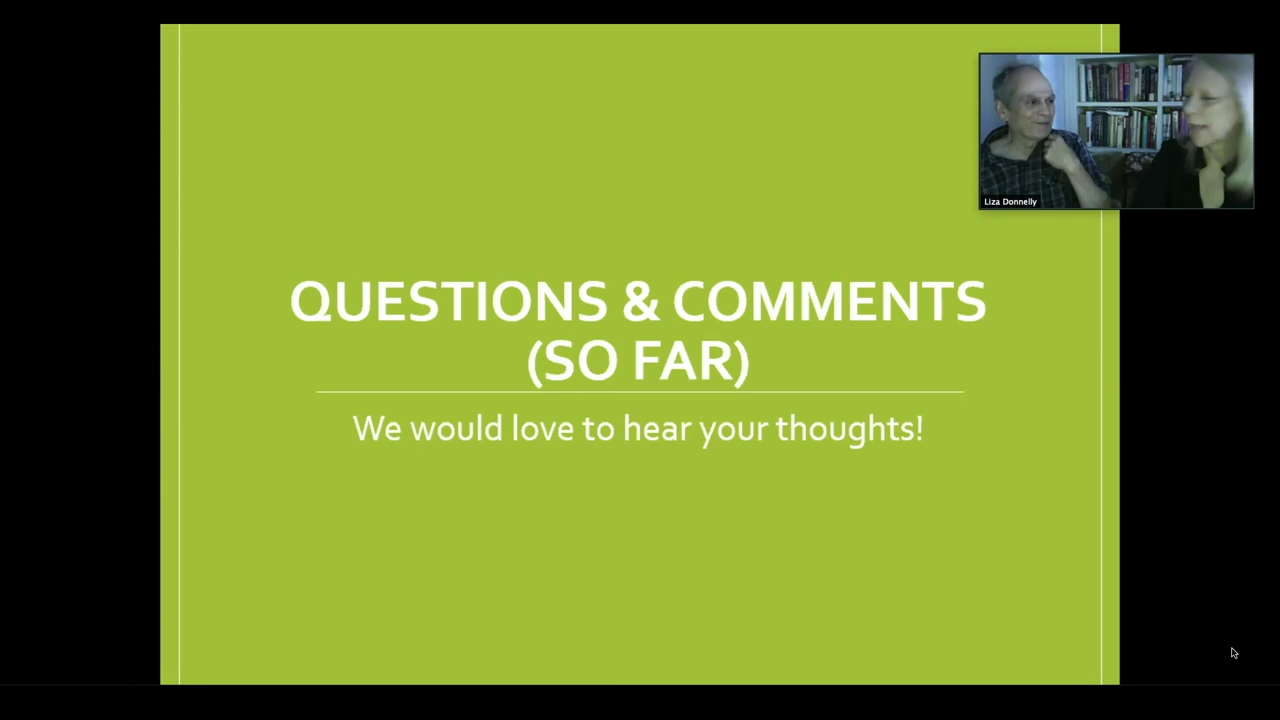 QUESTIONS & COMMENTS
(SO FAR)
We would love to hear your thoughts!
Liza Donnelly